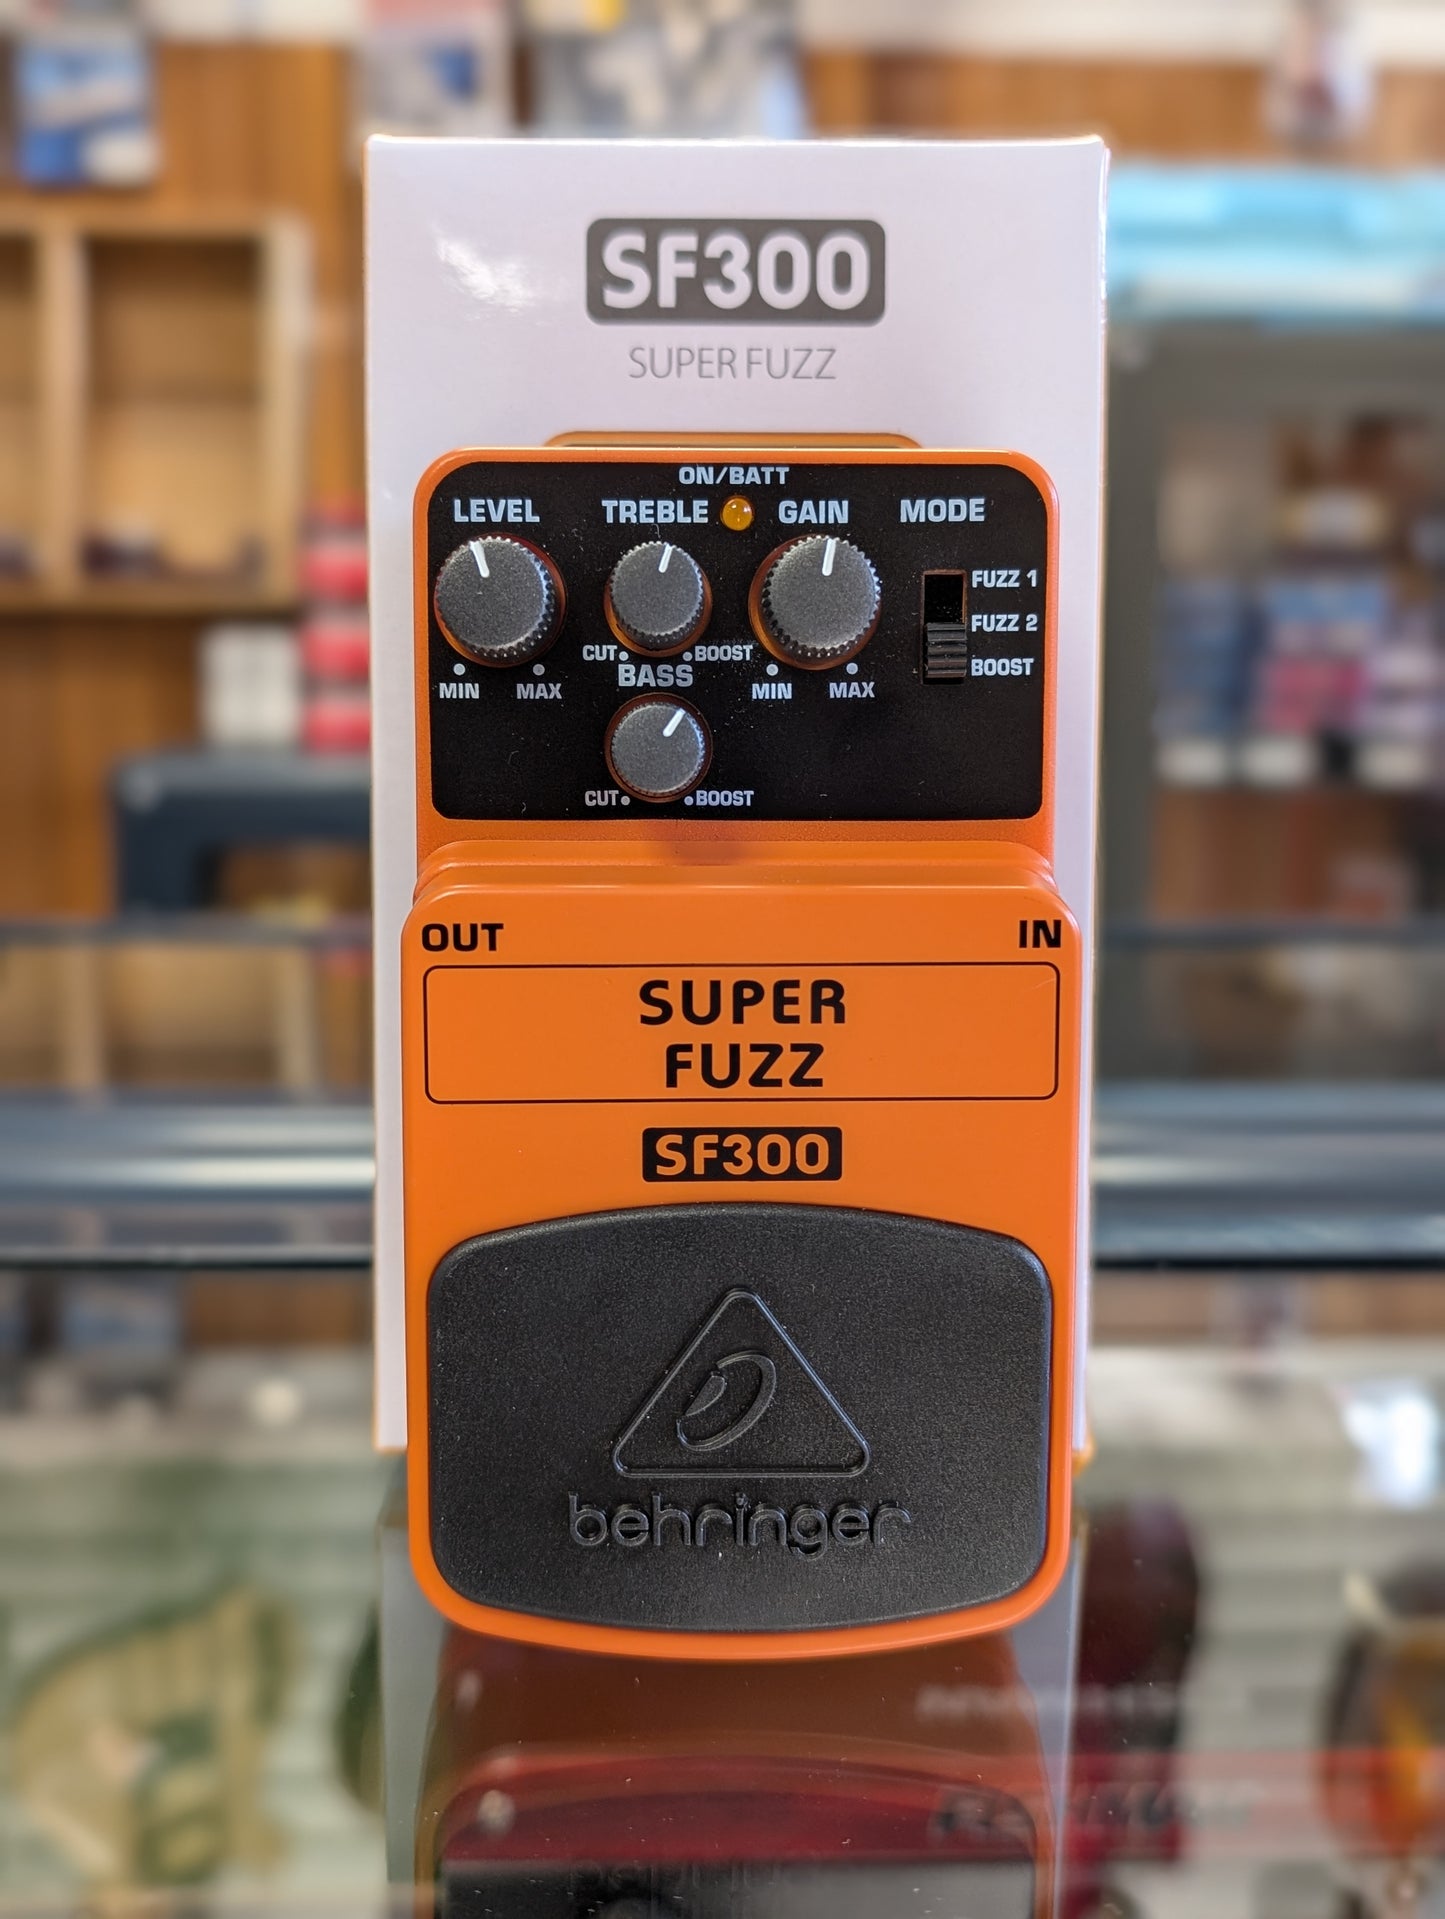 SF300
SUPER FUZZ
ON/BATT
LEVEL TREBLE GAIN MODE
FUZZ 1
FUZZ 2
BOOST
CUT BOOST
BASS
MIN MAX MIN MAX
CUT BOOST
OUT IN
SUPER
FUZZ
SF300
behringer